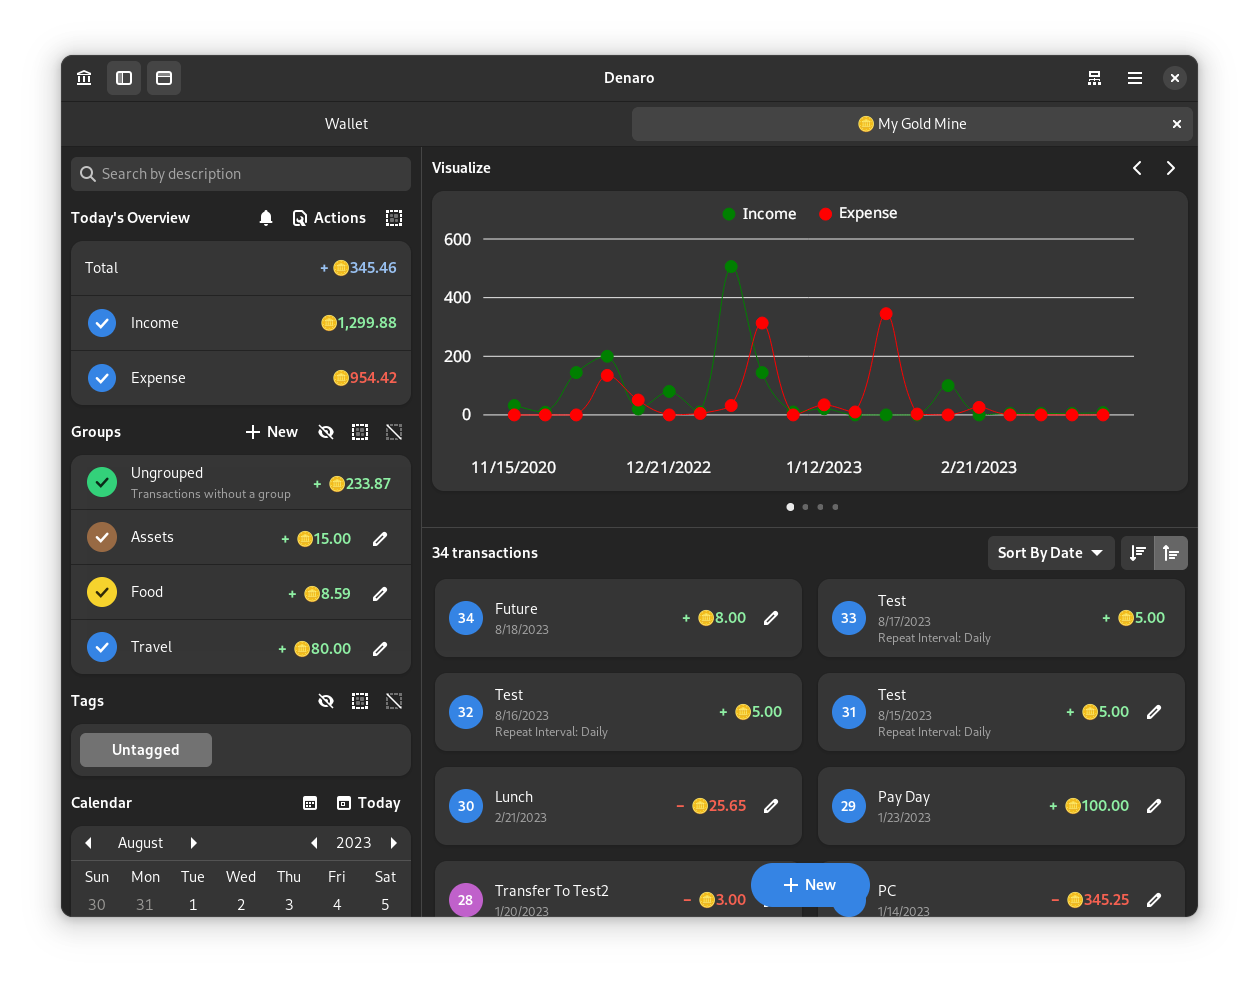 Denaro
Wallet
🪙 My Gold Mine
Search by description
Today's Overview
Actions
Total
+ 🪙345.46
Income
🪙1,299.88
Expense
🪙954.42
Groups
New
Ungrouped
Transactions without a group
+ 🪙233.87
Assets
+ 🪙15.00
Food
+ 🪙8.59
Travel
+ 🪙80.00
Tags
Untagged
Calendar
Today
August
2023
Sun Mon Tue Wed Thu Fri Sat
30 31 1 2 3 4 5
Visualize
Income Expense
600
400
200
0
11/15/2020 12/21/2022 1/12/2023 2/21/2023
34 transactions
Sort By Date
34
Future
8/18/2023
+ 🪙8.00
33
Test
8/17/2023
Repeat Interval: Daily
+ 🪙5.00
32
Test
8/16/2023
Repeat Interval: Daily
+ 🪙5.00
31
Test
8/15/2023
Repeat Interval: Daily
+ 🪙5.00
30
Lunch
2/21/2023
− 🪙25.65
29
Pay Day
1/23/2023
+ 🪙100.00
28
Transfer To Test2
1/20/2023
− 🪙3.00
New
PC
1/14/2023
− 🪙345.25